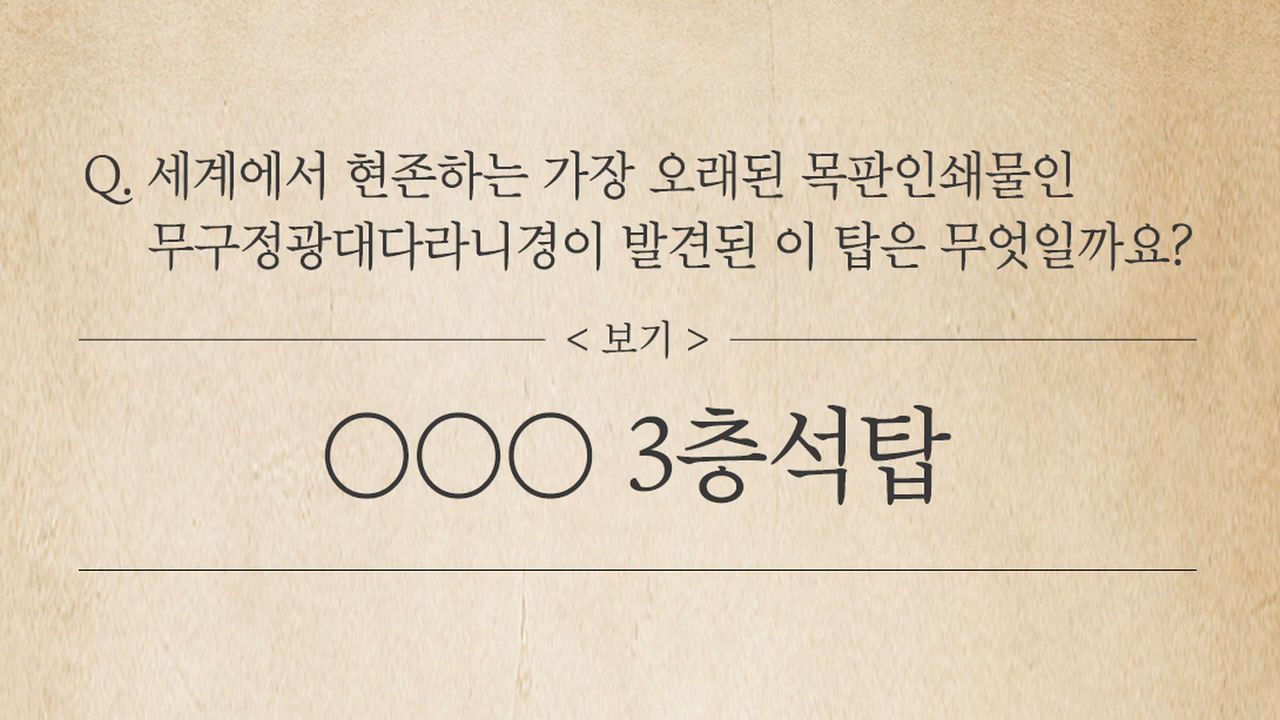 Q. 세계에서 현존하는 가장 오래된 목판인쇄물인
무구정광대다라니경이 발견된 이 탑은 무엇일까요?
< 보기 >
○○○ 3층석탑